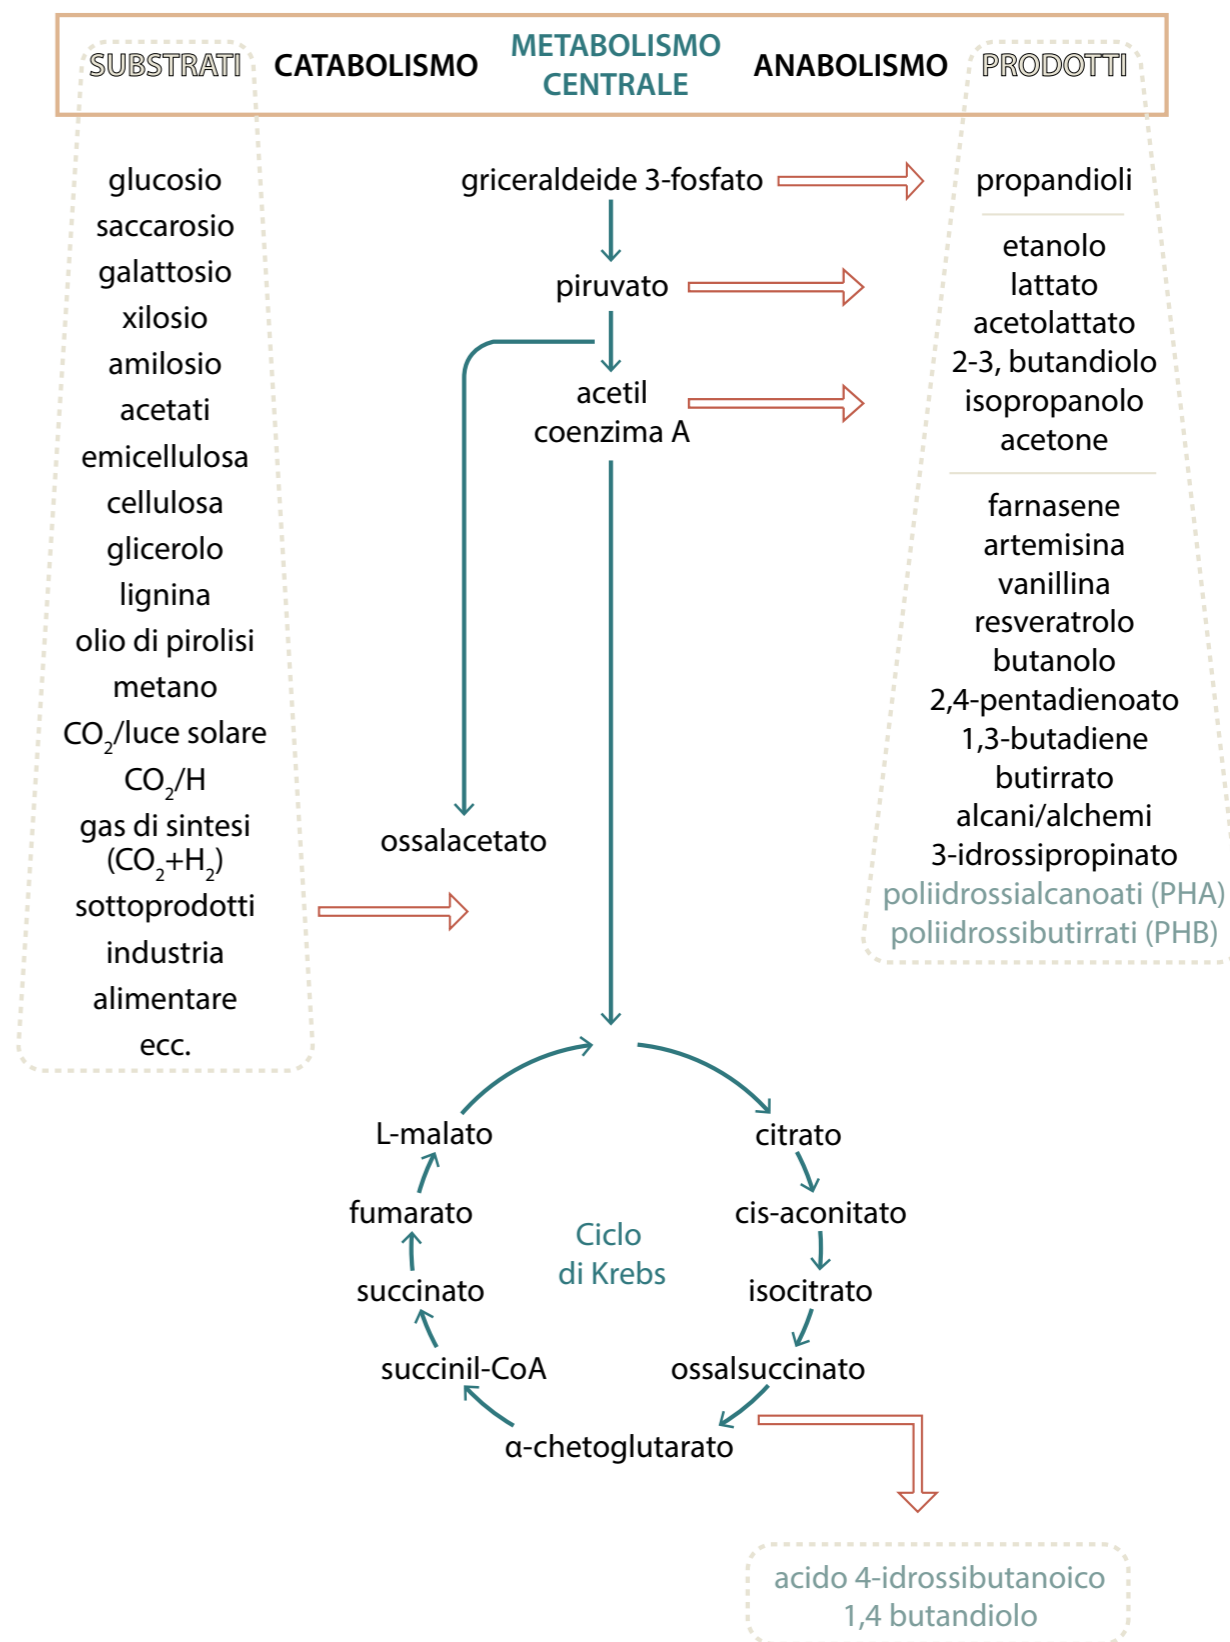 SUBSTRATI
CATABOLISMO
METABOLISMO
CENTRALE
ANABOLISMO
PRODOTTI
glucosio
saccarosio
galattosio
xilosio
amilosio
acetati
emicellulosa
cellulosa
glicerolo
lignina
olio di pirolisi
metano
CO₂/luce solare
CO₂/H
gas di sintesi
(CO₂+H₂)
sottoprodotti
industria
alimentare
ecc.
griceraldeide 3-fosfato
piruvato
acetil
coenzima A
ossalacetato
propandioli
etanolo
lattato
acetolattato
2-3, butandiolo
isopropanolo
acetone
farnasene
artemisina
vanillina
resveratrolo
butanolo
2,4-pentadienoato
1,3-butadiene
butirrato
alcani/alchemi
3-idrossipropinato
poliidrossialcanoati (PHA)
poliidrossibutirrati (PHB)
L-malato
citrato
fumarato
cis-aconitato
Ciclo
di Krebs
succinato
isocitrato
succinil-CoA
ossalsuccinato
α-chetoglutarato
acido 4-idrossibutanoico
1,4 butandiolo